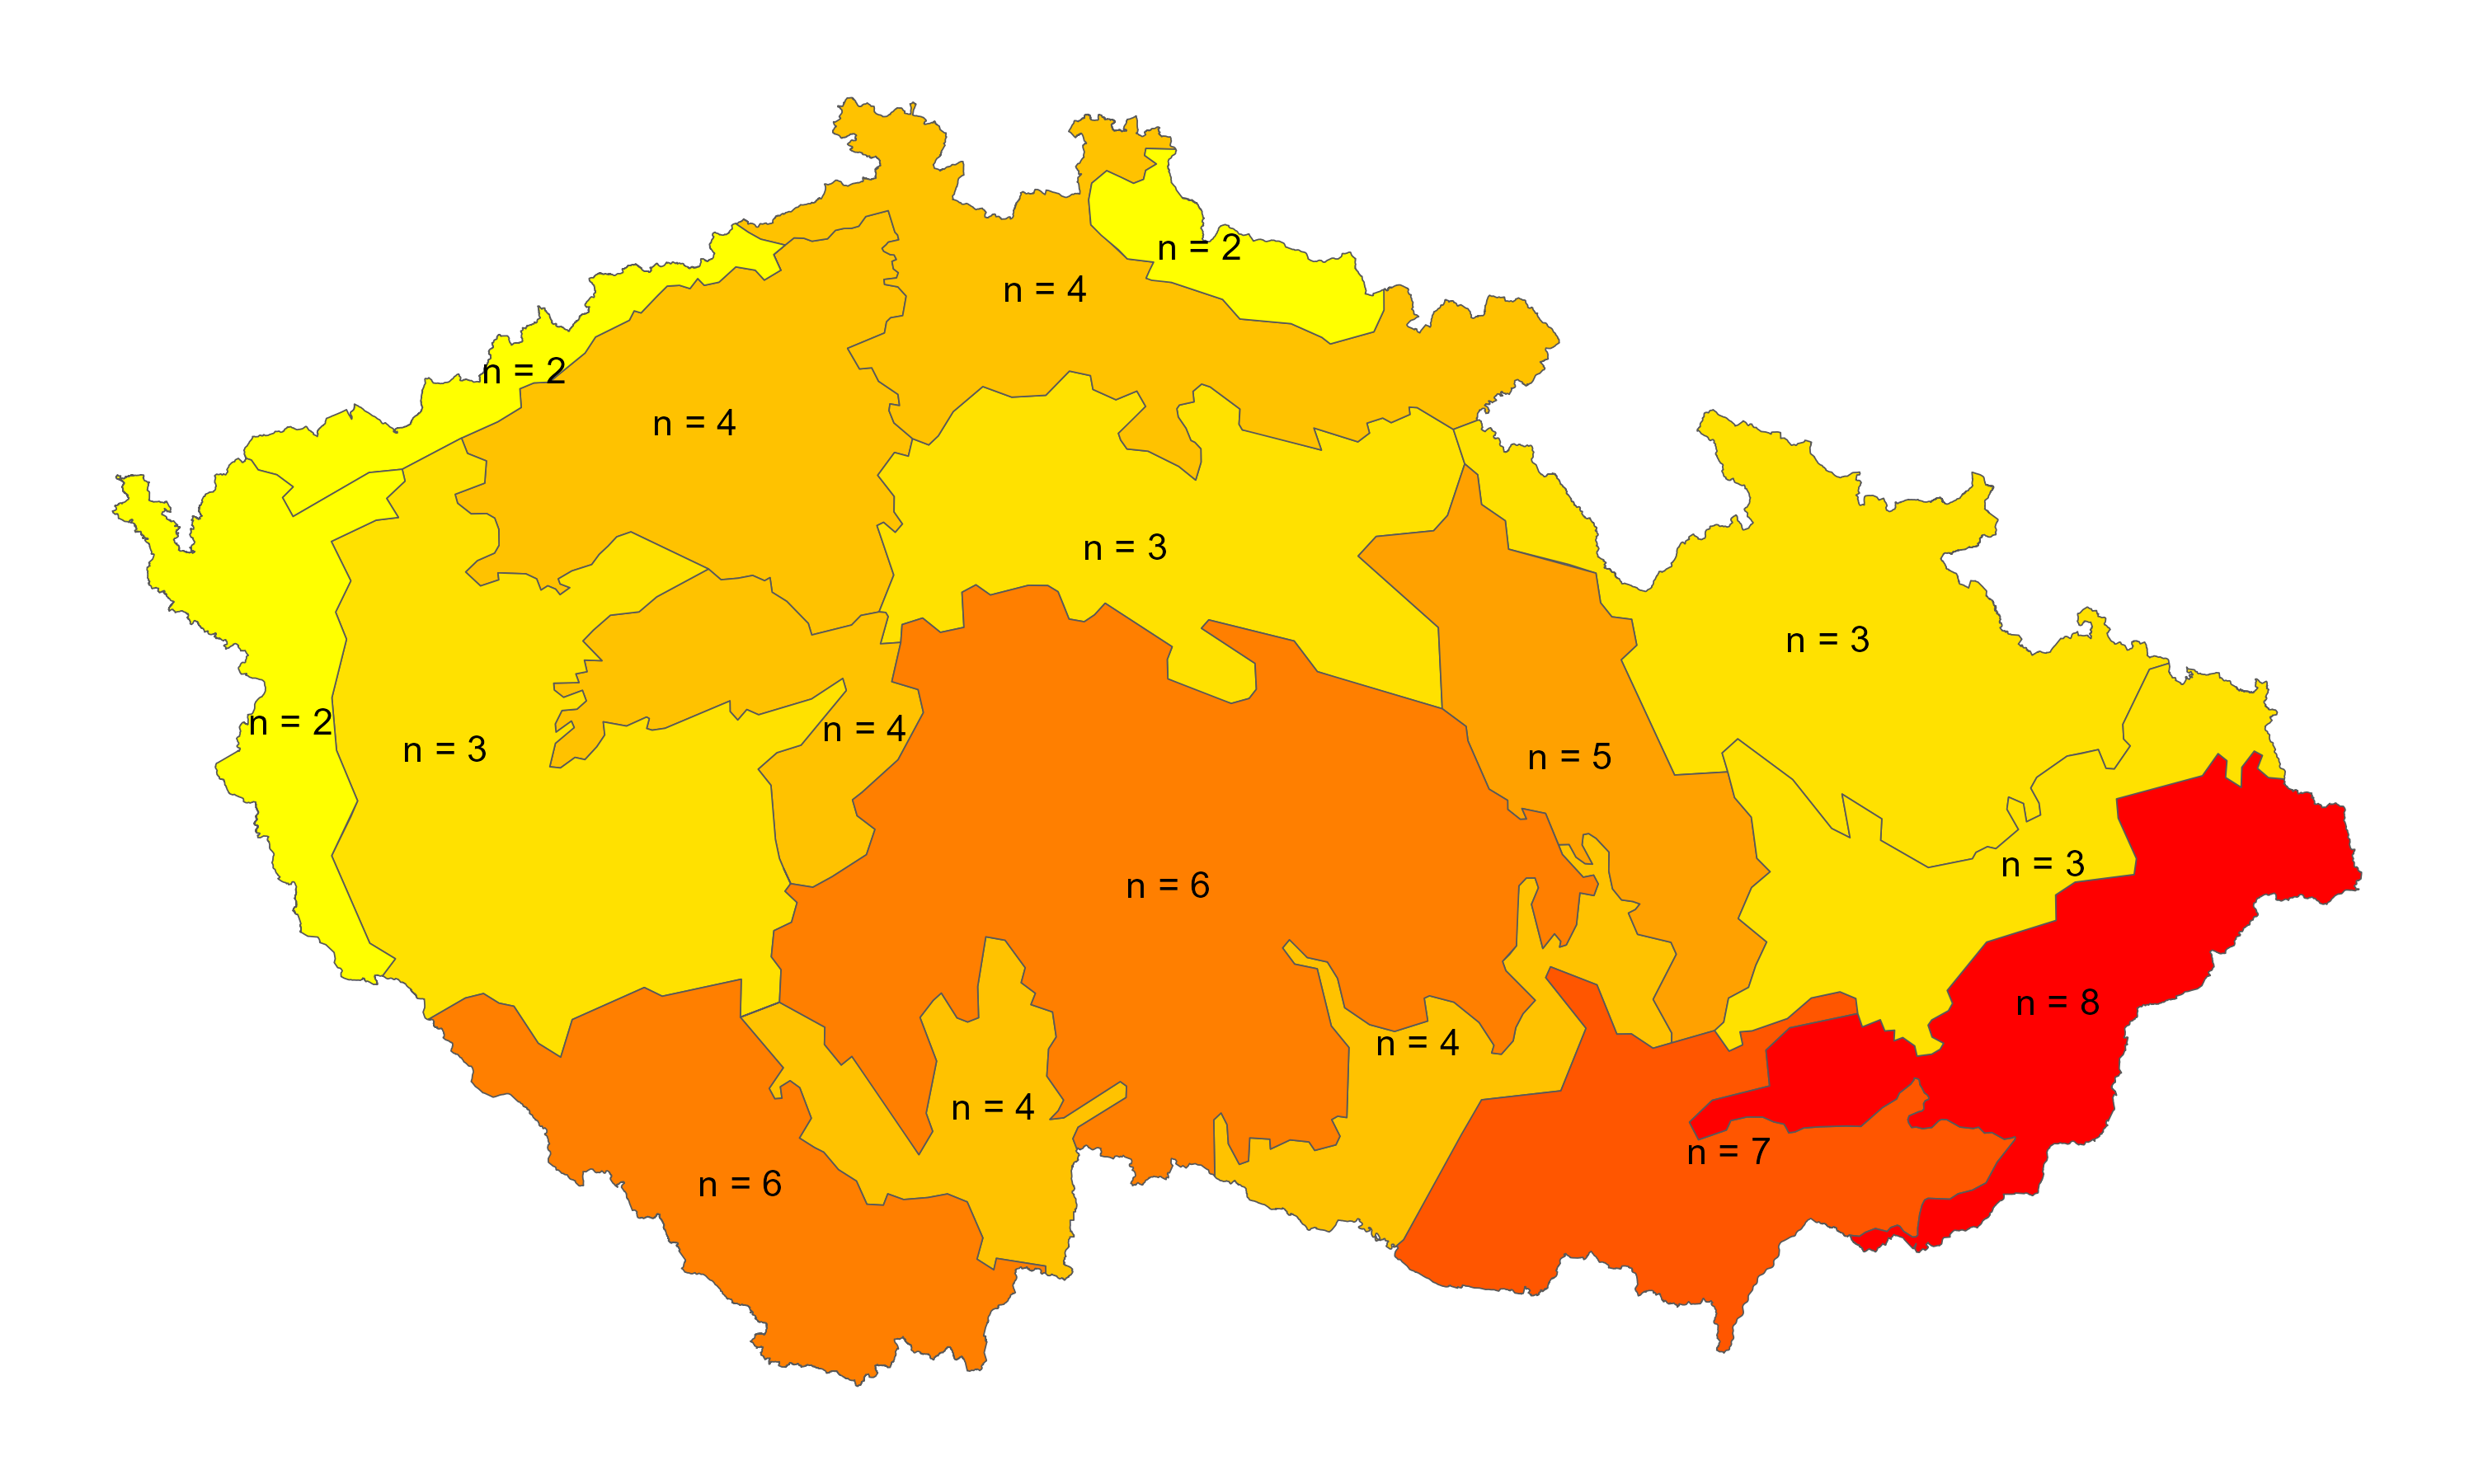 n = 2
n = 4
n = 2
n = 4
n = 3
n = 3
n = 2
n = 3
n = 4
n = 5
n = 3
n = 6
n = 8
n = 4
n = 4
n = 7
n = 6